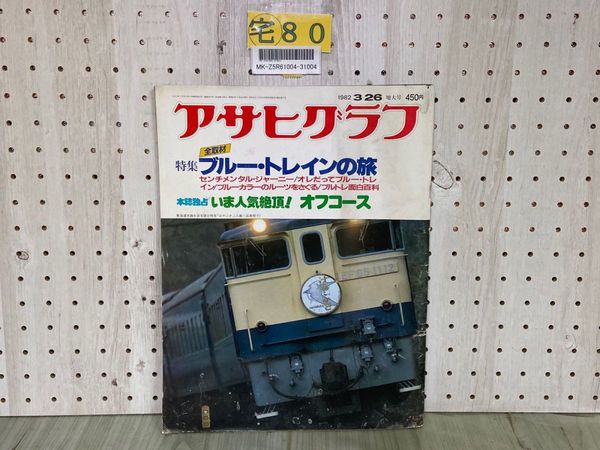 宅80
MK-Z5R61004-31004
1982 3・26 増大号 450円
アサヒグラフ
全取材
特集 ブルー・トレインの旅
センチメンタル・ジャーニー/オレだってブルー・トレ
イン/ブルーカラーのルーツをさぐる/ブルトレ面白百科
本誌独占 いま人気絶頂! オフコース
EF65 1112